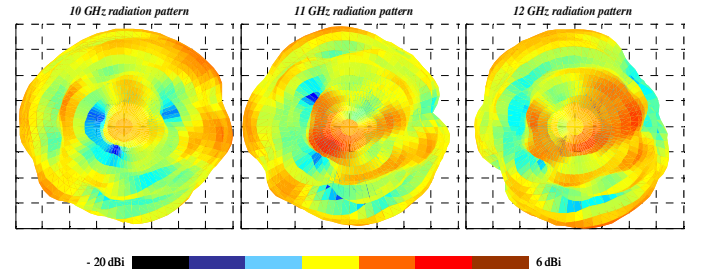 10 GHz radiation pattern
11 GHz radiation pattern
12 GHz radiation pattern
- 20 dBi
6 dBi